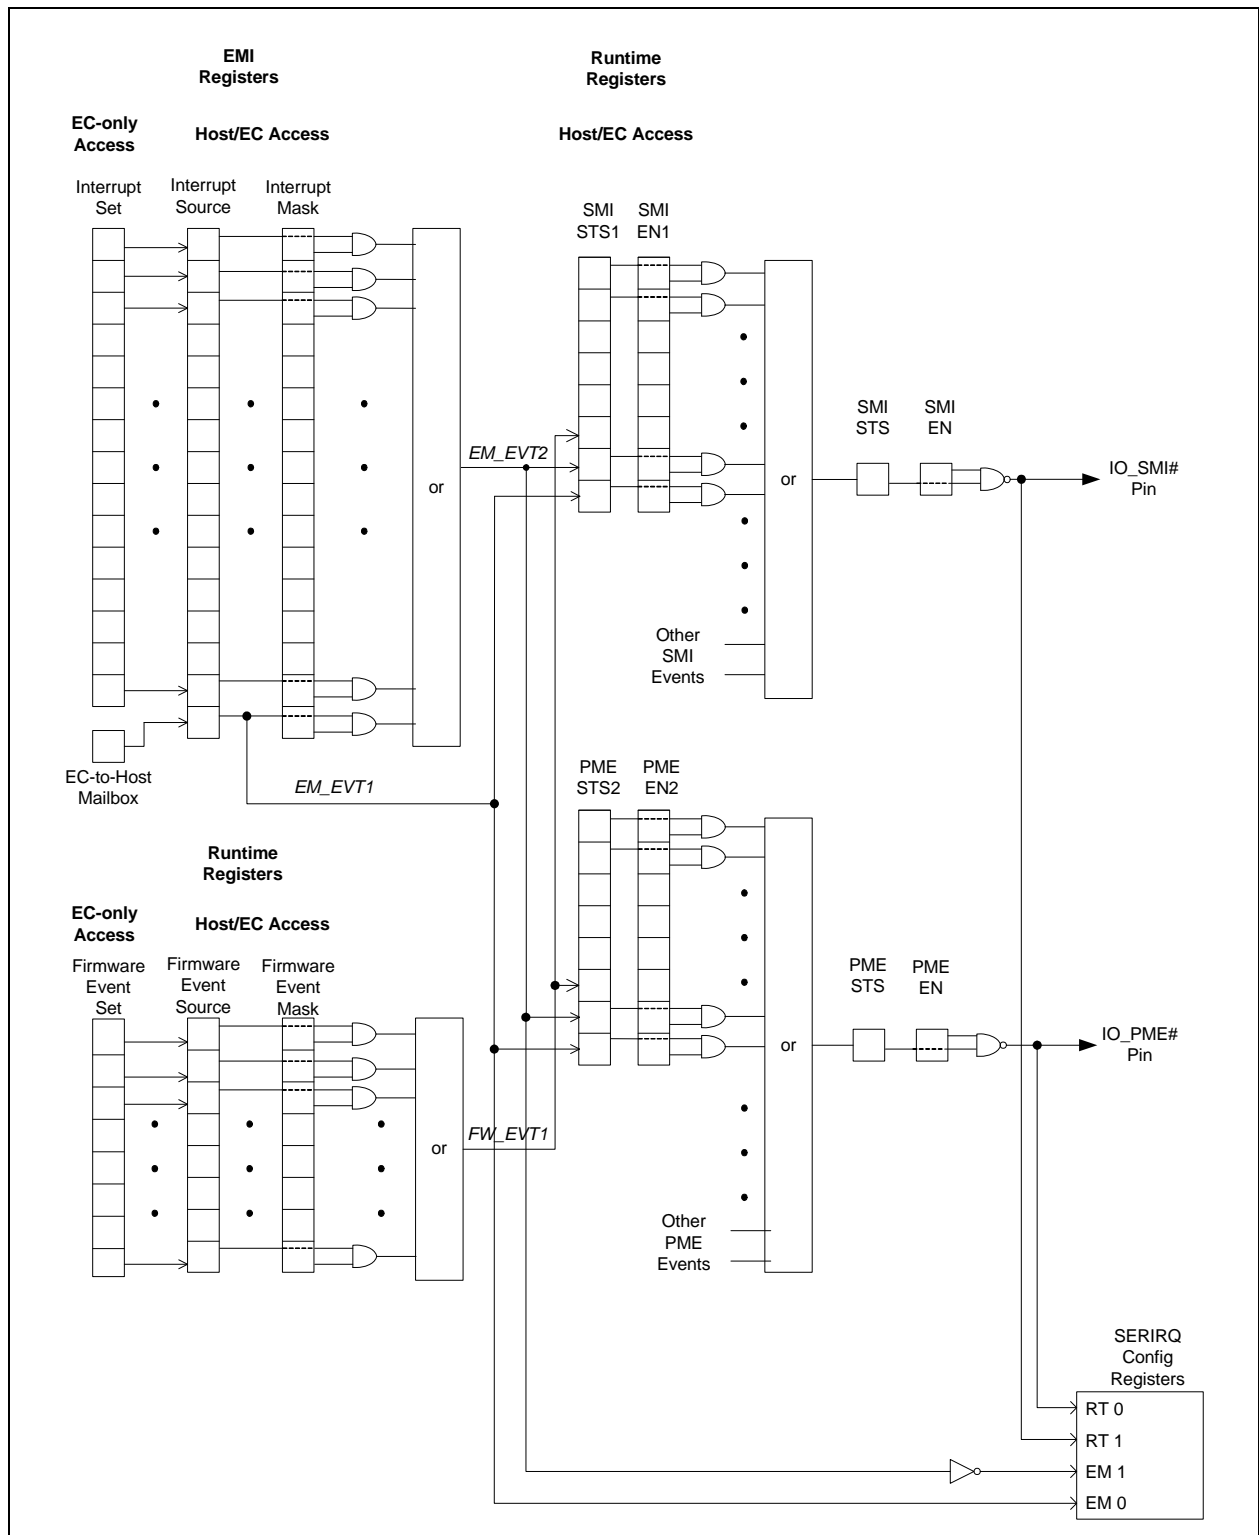 EMI
Registers
Runtime
Registers
EC-only
Access
Host/EC Access
Host/EC Access
Interrupt
Set
Interrupt
Source
Interrupt
Mask
SMI
STS1
SMI
EN1
EM_EVT2
or
or
SMI
STS
SMI
EN
IO_SMI#
Pin
Other
SMI
Events
EC-to-Host
Mailbox
EM_EVT1
PME
STS2
PME
EN2
Runtime
Registers
EC-only
Access
Host/EC Access
Firmware
Event
Set
Firmware
Event
Source
Firmware
Event
Mask
or
FW_EVT1
or
PME
STS
PME
EN
IO_PME#
Pin
Other
PME
Events
SERIRQ
Config
Registers
RT 0
RT 1
EM 1
EM 0